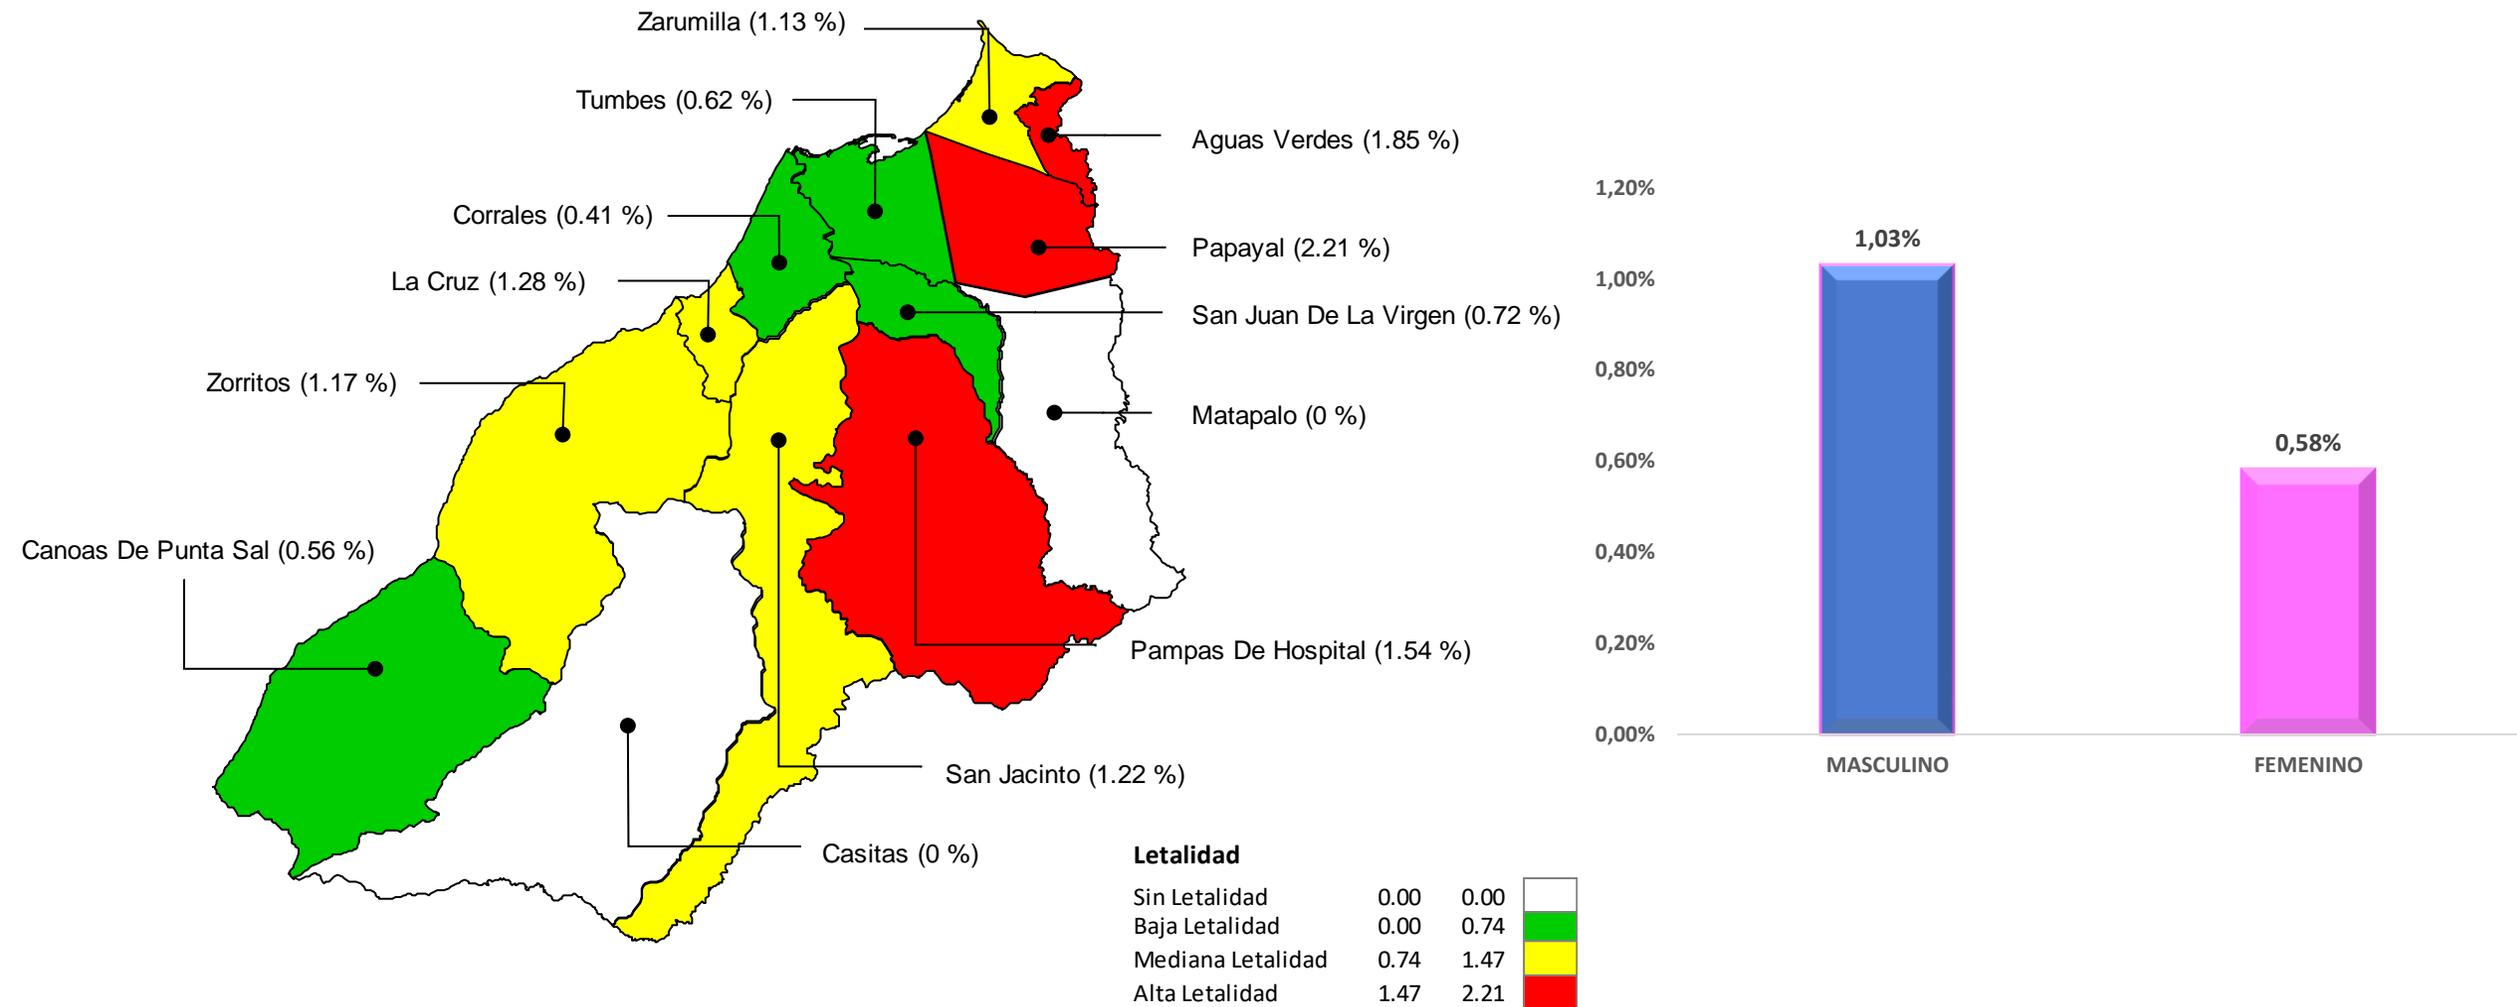 Zarumilla (1.13 %)
Tumbes (0.62 %)
Aguas Verdes (1.85 %)
Corrales (0.41 %)
Papayal (2.21 %)
La Cruz (1.28 %)
San Juan De La Virgen (0.72 %)
Zorritos (1.17 %)
Matapalo (0 %)
Canoas De Punta Sal (0.56 %)
Pampas De Hospital (1.54 %)
San Jacinto (1.22 %)
Casitas (0 %)
Letalidad
Sin Letalidad 0.00 0.00
Baja Letalidad 0.00 0.74
Mediana Letalidad 0.74 1.47
Alta Letalidad 1.47 2.21
1,20%
1,00%
0,80%
0,60%
0,40%
0,20%
0,00%
1,03%
0,58%
MASCULINO
FEMENINO